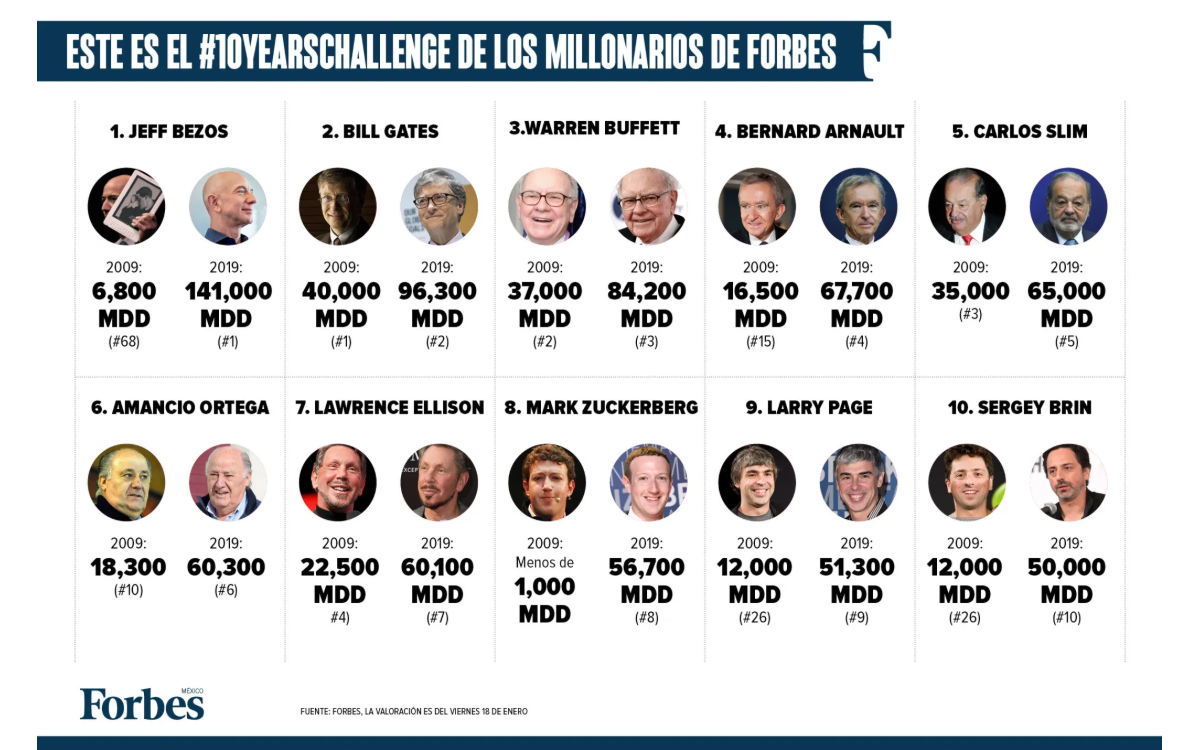 ESTE ES EL #10YEARSCHALLENGE DE LOS MILLONARIOS DE FORBES
F
1. JEFF BEZOS
2009:
6,800
MDD
(#68)
2019:
141,000
MDD
(#1)
2. BILL GATES
2009:
40,000
MDD
(#1)
2019:
96,300
MDD
(#2)
3.WARREN BUFFETT
2009:
37,000
MDD
(#2)
2019:
84,200
MDD
(#3)
4. BERNARD ARNAULT
2009:
16,500
MDD
(#15)
2019:
67,700
MDD
(#4)
5. CARLOS SLIM
2009:
35,000
(#3)
2019:
65,000
MDD
(#5)
6. AMANCIO ORTEGA
2009:
18,300
(#10)
2019:
60,300
(#6)
7. LAWRENCE ELLISON
2009:
22,500
MDD
#4)
2019:
60,100
MDD
(#7)
8. MARK ZUCKERBERG
2009:
Menos de
1,000
MDD
2019:
56,700
MDD
(#8)
9. LARRY PAGE
2009:
12,000
MDD
(#26)
2019:
51,300
MDD
(#9)
10. SERGEY BRIN
2009:
12,000
MDD
(#26)
2019:
50,000
MDD
(#10)
Forbes
MÉXICO
FUENTE: FORBES, LA VALORACIÓN ES DEL VIERNES 18 DE ENERO